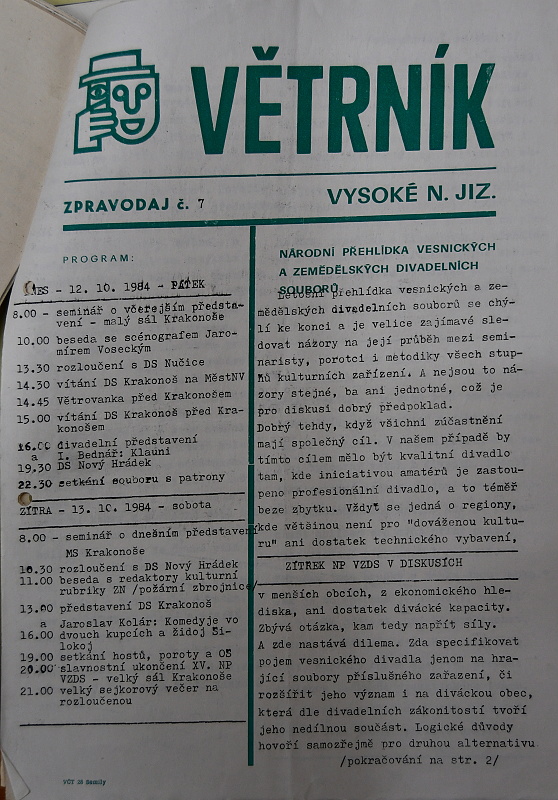 VĚTRNÍK
ZPRAVODAJ č. 7
VYSOKÉ N. JIZ.
PROGRAM:
DNES - 12. 10. 1984 - PÁTEK
8.00 - seminář o včerejším předsta-
vení - malý sál Krakonoše
10.00 beseda se scénografem Jaro-
mírem Voseckým
13.30 rozloučení s DS Nučice
14.30 vítání DS Krakonoš na MěstNV
14.45 Větrovanka před Krakonošem
15.00 vítání DS Krakonoš před Kra-
konošem
16.00 divadelní představení
a I. Bednář: Klauni
19,30 DS Nový Hrádek
22.30 setkání souboru s patrony
ZÍTRA - 13. 10. 1984 - sobota
8.00 - seminář o dnešním představení
MS Krakonoše
10.30 rozloučení s DS Nový Hrádek
11.00 beseda s redaktory kulturní
rubriky ZN /požární zbrojnice/
13.00 představení DS Krakonoš
a Jaroslav Kolár: Komedyje vo
16.00 dvouch kupcích a židoj Ši-
lokoj
19.00 setkání hostů, poroty a OS
20.00 slavnostní ukončení XV. NP
VZDS - velký sál Krakonoše
21.00 velký sejkorový večer na
rozloučenou
VČT 28 Semily
NÁRODNÍ PŘEHLÍDKA VESNICKÝCH
A ZEMĚDĚLSKÝCH DIVADELNÍCH
SOUBORŮ
Letošní přehlídka vesnických a ze-
mědělských divadelních souborů se chý-
lí ke konci a je velice zajímavé sle-
dovat názory na její průběh mezi semi-
naristy, porotci i metodiky všech stup-
ňů kulturních zařízení. A nejsou to ná-
zory stejné, ba ani jednotné, což je
pro diskusi dobrý předpoklad.
Dobrý tehdy, když všichni zúčastnění
mají společný cíl. V našem případě by
tímto cílem mělo být kvalitní divadlo
tam, kde iniciativou amatérů je zastou-
peno profesionální divadlo, a to téměř
beze zbytku. Vždyť se jedná o regiony,
kde většinou není pro "dováženou kultu-
ru" ani dostatek technického vybavení,
ZÍTŘEK NP VZDS V DISKUSÍCH
v menších obcích, z ekonomického hle-
diska, ani dostatek divácké kapacity.
Zbývá otázka, kam tedy napřít síly.
A zde nastává dilema. Zda specifikovat
pojem vesnického divadla jenom na hra-
jící soubory příslušného zařazení, či
rozšířit jeho význam i na diváckou obec,
která dle divadelních zákonitostí tvoří
jeho nedílnou součást. Logické důvody
hovoří samozřejmě pro druhou alternativu
/pokračování na str. 2/